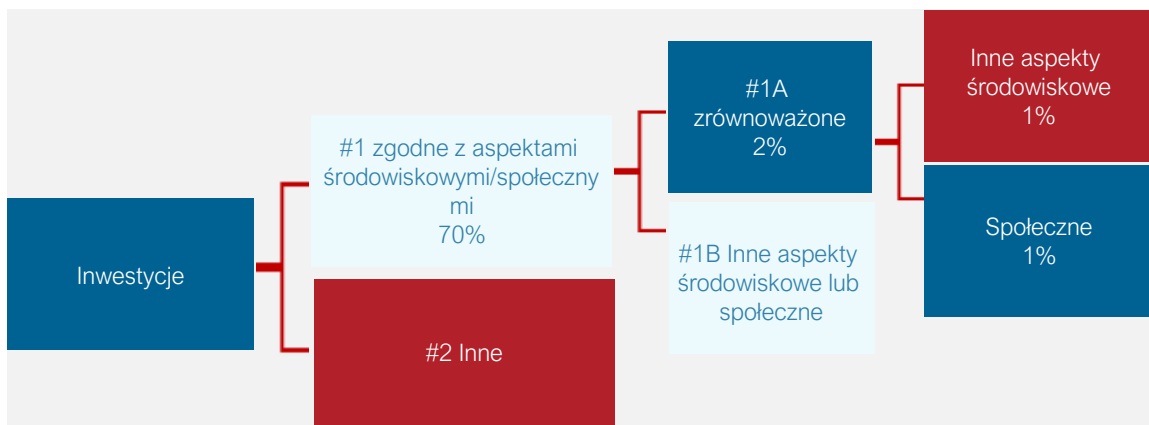 Inwestycje
#1 zgodne z aspektami
środowiskowymi/społeczny
mi
70%
#2 Inne
#1A
zrównoważone
2%
#1B Inne aspekty
środowiskowe lub
społeczne
Inne aspekty
środowiskowe
1%
Społeczne
1%